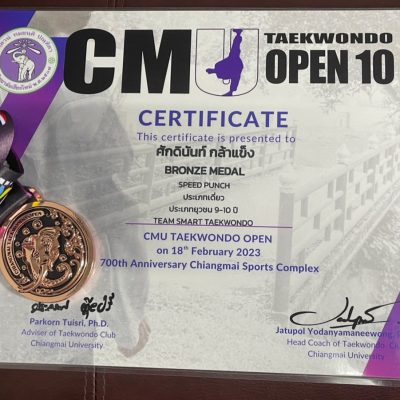 CMU TAEKWONDO
OPEN 10
CERTIFICATE
This certificate is presented to
ศักดินันท์ กล้าแข็ง
BRONZE MEDAL
SPEED PUNCH
ประเภทเดี่ยว
ประเภทยุวชน 9-10 ปี
TEAM SMART TAEKWONDO
CMU TAEKWONDO OPEN
on 18th February 2023
700th Anniversary Chiangmai Sports Complex
Parkorn Tuisri, Ph.D.
Adviser of Taekwondo Club
Chiangmai University
Jatupol Yodanyamaneewong,
Head Coach of Taekwondo
Chiangmai University